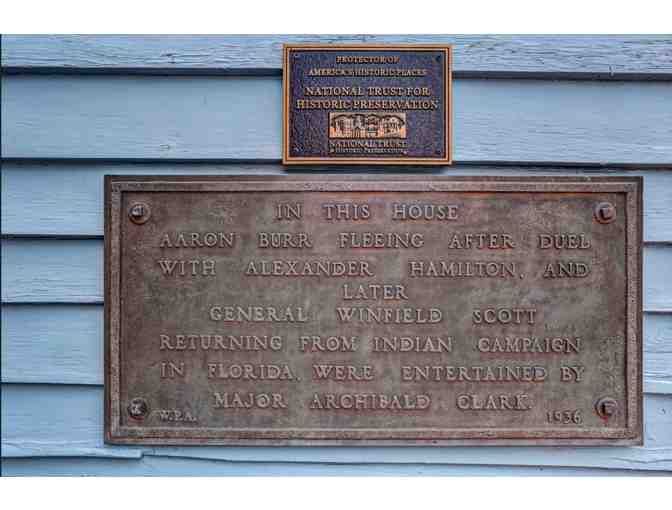 PROTECTOR OF
AMERICA'S HISTORIC PLACES
NATIONAL TRUST FOR
HISTORIC PRESERVATION
NATIONAL TRUST
HISTORIC PRESERVATION
IN THIS HOUSE
AARON BURR FLEEING AFTER DUEL
WITH ALEXANDER HAMILTON, AND
LATER
GENERAL WINFIELD SCOTT
RETURNING FROM INDIAN CAMPAIGN
IN FLORIDA, WERE ENTERTAINED BY
MAJOR ARCHIBALD CLARK.
W.P.A. 1936